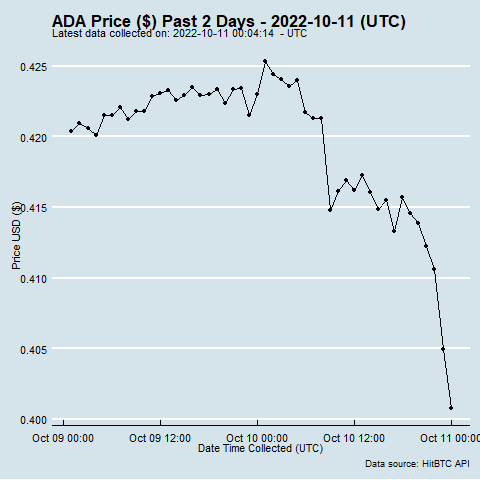 ADA Price ($) Past 2 Days - 2022-10-11 (UTC)
Latest data collected on: 2022-10-11 00:04:14  - UTC
0.425
0.420
0.415
0.410
0.405
0.400
Price USD ($)
Oct 09 00:00 Oct 09 12:00 Oct 10 00:00 Oct 10 12:00 Oct 11 00:00
Date Time Collected (UTC)
Data source: HitBTC API